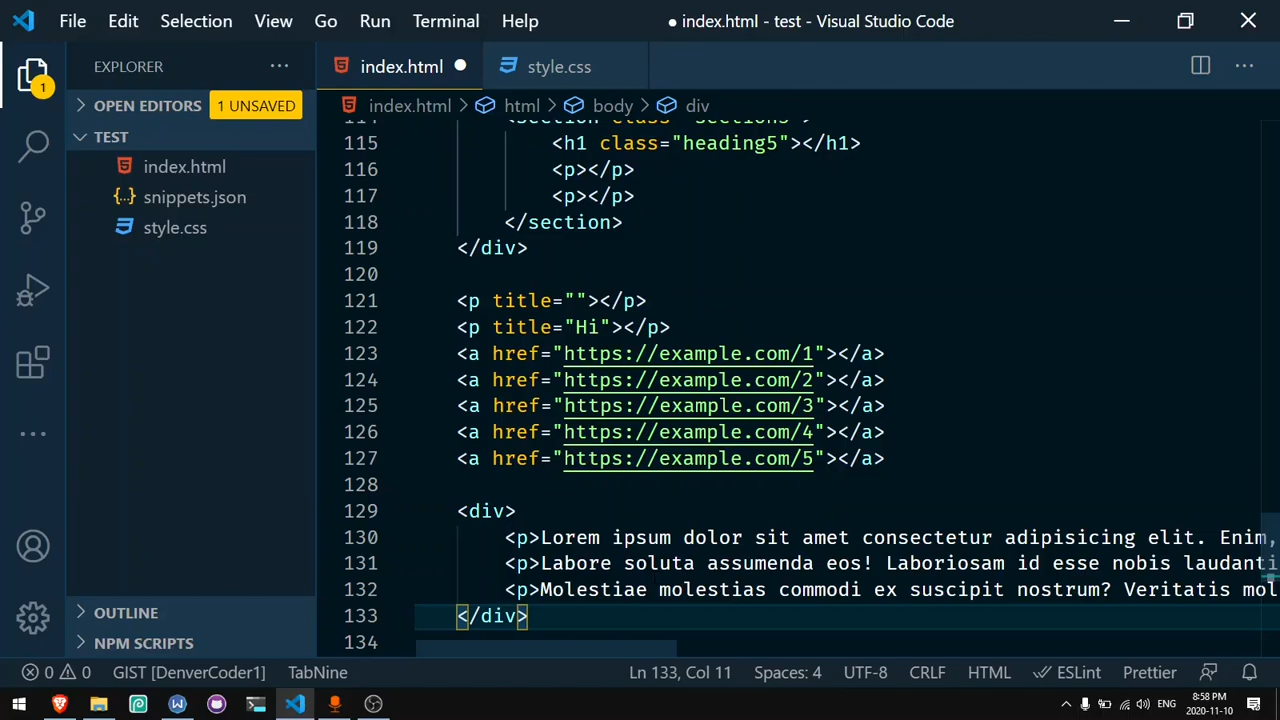 File Edit Selection View Go Run Terminal Help ● index.html - test - Visual Studio Code
EXPLORER ··· index.html style.css ···
1
OPEN EDITORS 1 UNSAVED
index.html > html > body > div
TEST
index.html
snippets.json
style.css
114 <section class="sections">
115 <h1 class="heading5"></h1>
116 <p></p>
117 <p></p>
118 </section>
119 </div>
120
121 <p title=""></p>
122 <p title="Hi"></p>
123 <a href="https://example.com/1"></a>
124 <a href="https://example.com/2"></a>
125 <a href="https://example.com/3"></a>
126 <a href="https://example.com/4"></a>
127 <a href="https://example.com/5"></a>
128
129 <div>
130 <p>Lorem ipsum dolor sit amet consectetur adipisicing elit. Enim,
131 <p>Labore soluta assumenda eos! Laboriosam id esse nobis laudanti
132 <p>Molestiae molestias commodi ex suscipit nostrum? Veritatis mol
133 </div>
134
OUTLINE
NPM SCRIPTS
0 0 GIST [DenverCoder1] TabNine Ln 133, Col 11 Spaces: 4 UTF-8 CRLF HTML ESLint Prettier
ENG 8:58 PM
2020-11-10